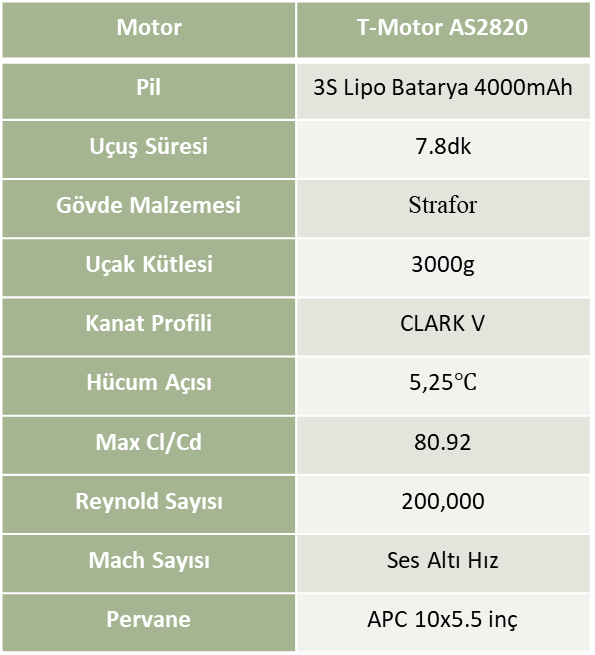 Motor T-Motor AS2820
Pil 3S Lipo Batarya 4000mAh
Uçuş Süresi 7.8dk
Gövde Malzemesi Strafor
Uçak Kütlesi 3000g
Kanat Profili CLARK V
Hücum Açısı 5,25℃
Max Cl/Cd 80.92
Reynold Sayısı 200,000
Mach Sayısı Ses Altı Hız
Pervane APC 10x5.5 inç